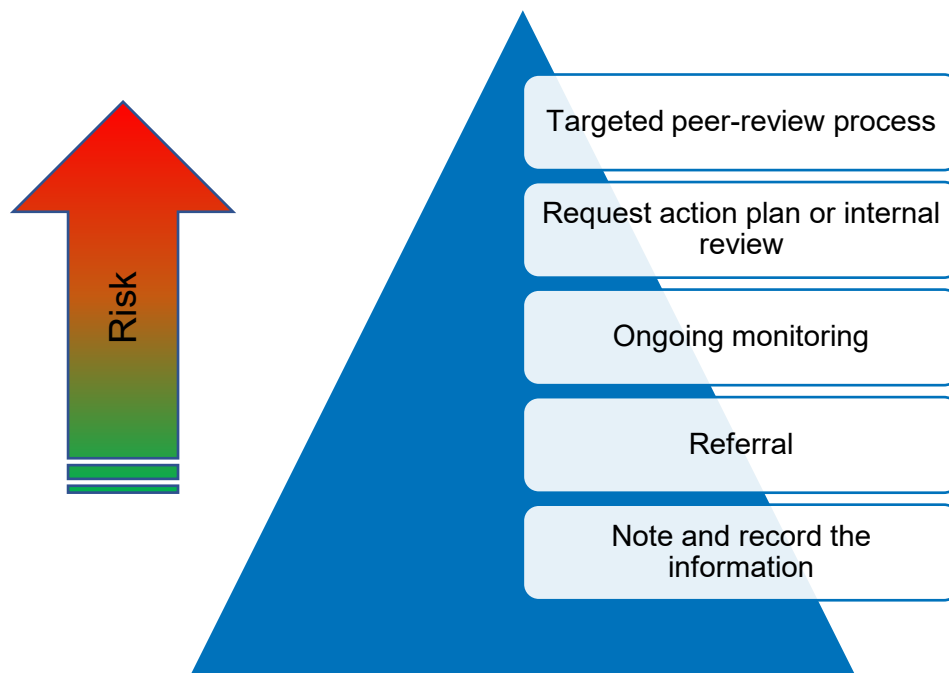 Targeted peer-review process
Request action plan or internal
review
Risk
Ongoing monitoring
Referral
Note and record the
information